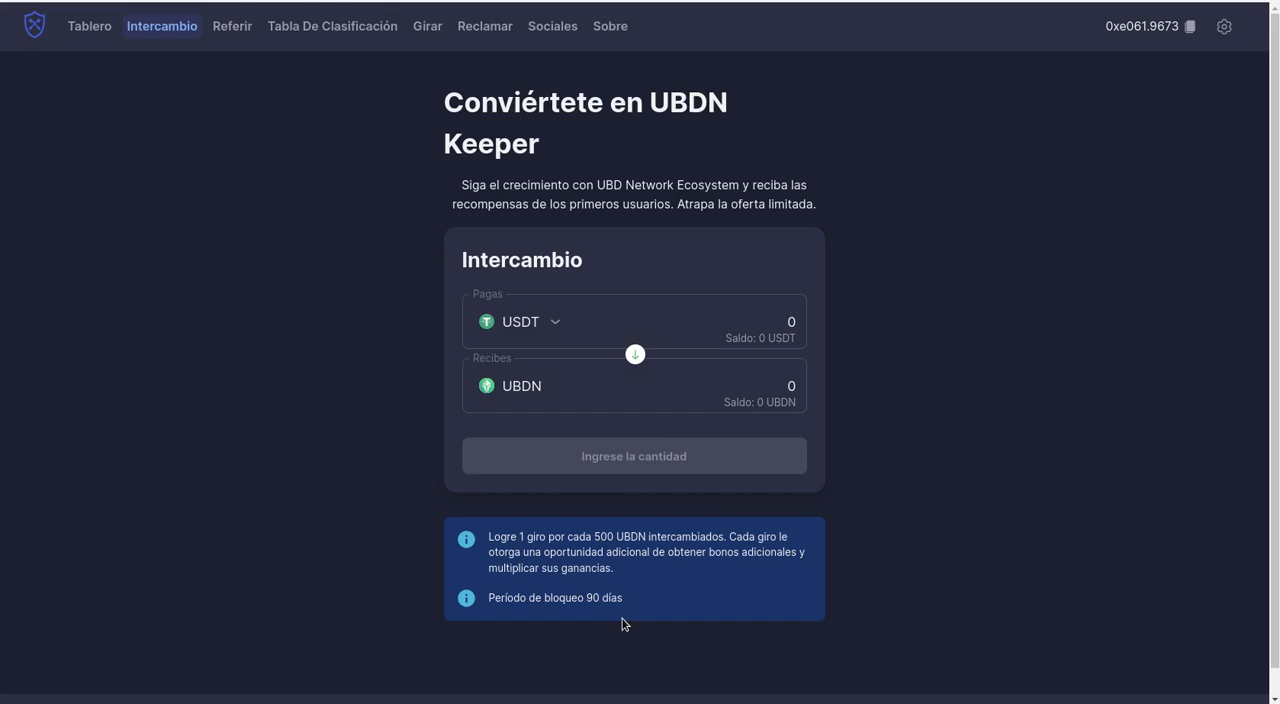 Tablero Intercambio Referir Tabla De Clasificación Girar Reclamar Sociales Sobre 0xe061.9673
Conviértete en UBDN
Keeper
Siga el crecimiento con UBD Network Ecosystem y reciba las
recompensas de los primeros usuarios. Atrapa la oferta limitada.
Intercambio
Pagas
USDT 0
Saldo: 0 USDT
Recibes
UBDN 0
Saldo: 0 UBDN
Ingrese la cantidad
Logre 1 giro por cada 500 UBDN intercambiados. Cada giro le
otorga una oportunidad adicional de obtener bonos adicionales y
multiplicar sus ganancias.
Período de bloqueo 90 días